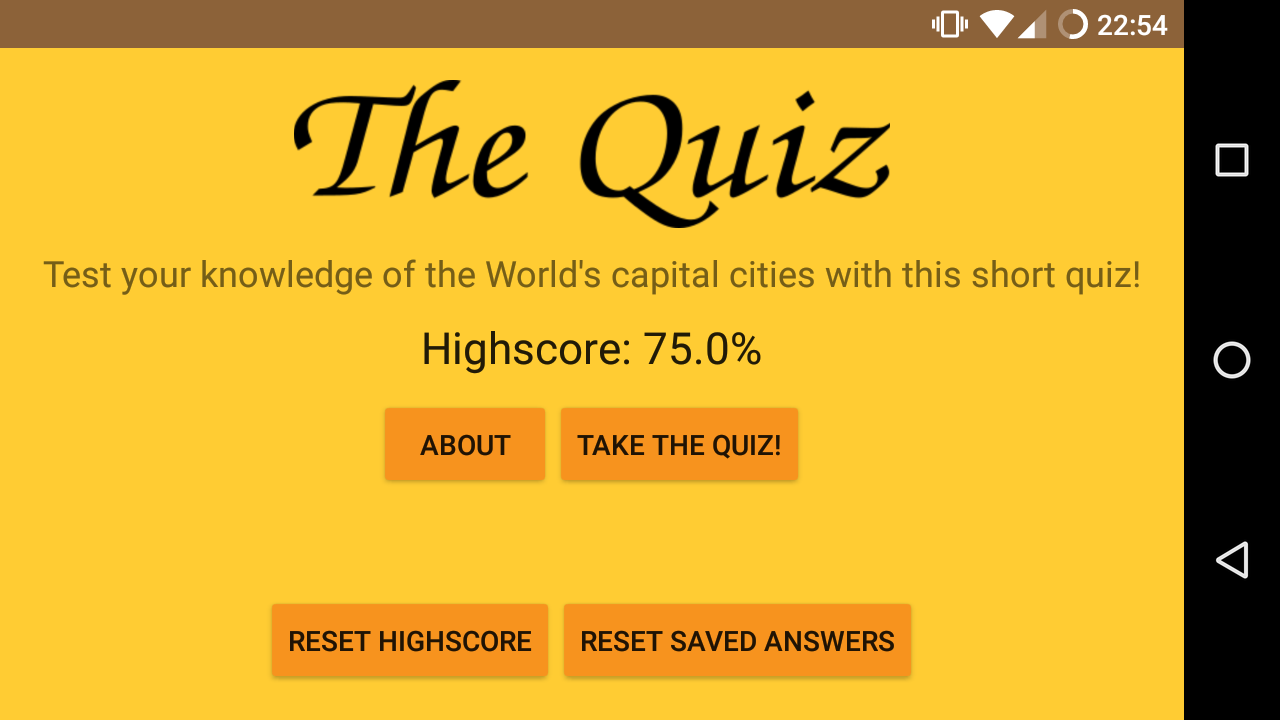 22:54
The Quiz
Test your knowledge of the World's capital cities with this short quiz!
Highscore: 75.0%
ABOUT
TAKE THE QUIZ!
RESET HIGHSCORE
RESET SAVED ANSWERS